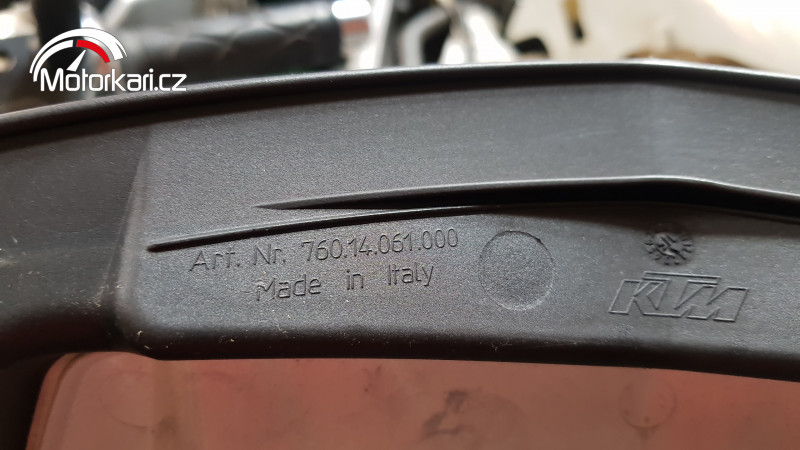 Motorkari.cz
Art. Nr. 760.14.061.000
Made in Italy
KTM